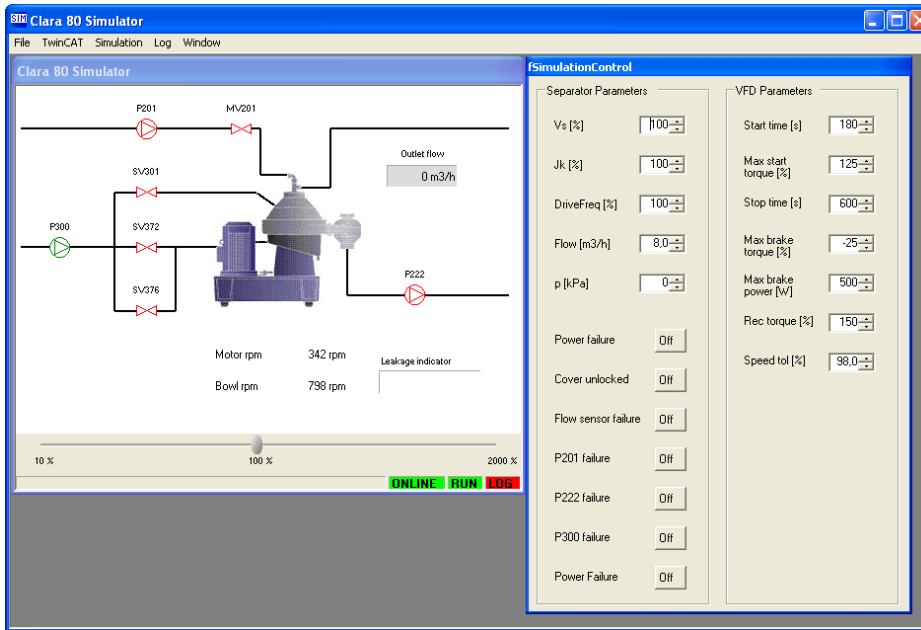 SIM Clara 80 Simulator
File TwinCAT Simulation Log Window
Clara 80 Simulator
P201
MV201
Outlet flow
0 m3/h
SV301
P300
SV372
SV376
P222
Motor rpm 342 rpm
Bowl rpm 798 rpm
Leakage indicator
10 % 100 % 2000 %
ONLINE RUN LOG
fSimulationControl
Separator Parameters
Vs [%] 100
Jk [%] 100
DriveFreq [%] 100
Flow [m3/h] 8,0
p [kPa] 0
Power failure Off
Cover unlocked Off
Flow sensor failure Off
P201 failure Off
P222 failure Off
P300 failure Off
Power Failure Off
VFD Parameters
Start time [s] 180
Max start
torque [%] 125
Stop time [s] 600
Max brake
torque [%] -25
Max brake
power [W] 500
Rec torque [%] 150
Speed tol [%] 98,0